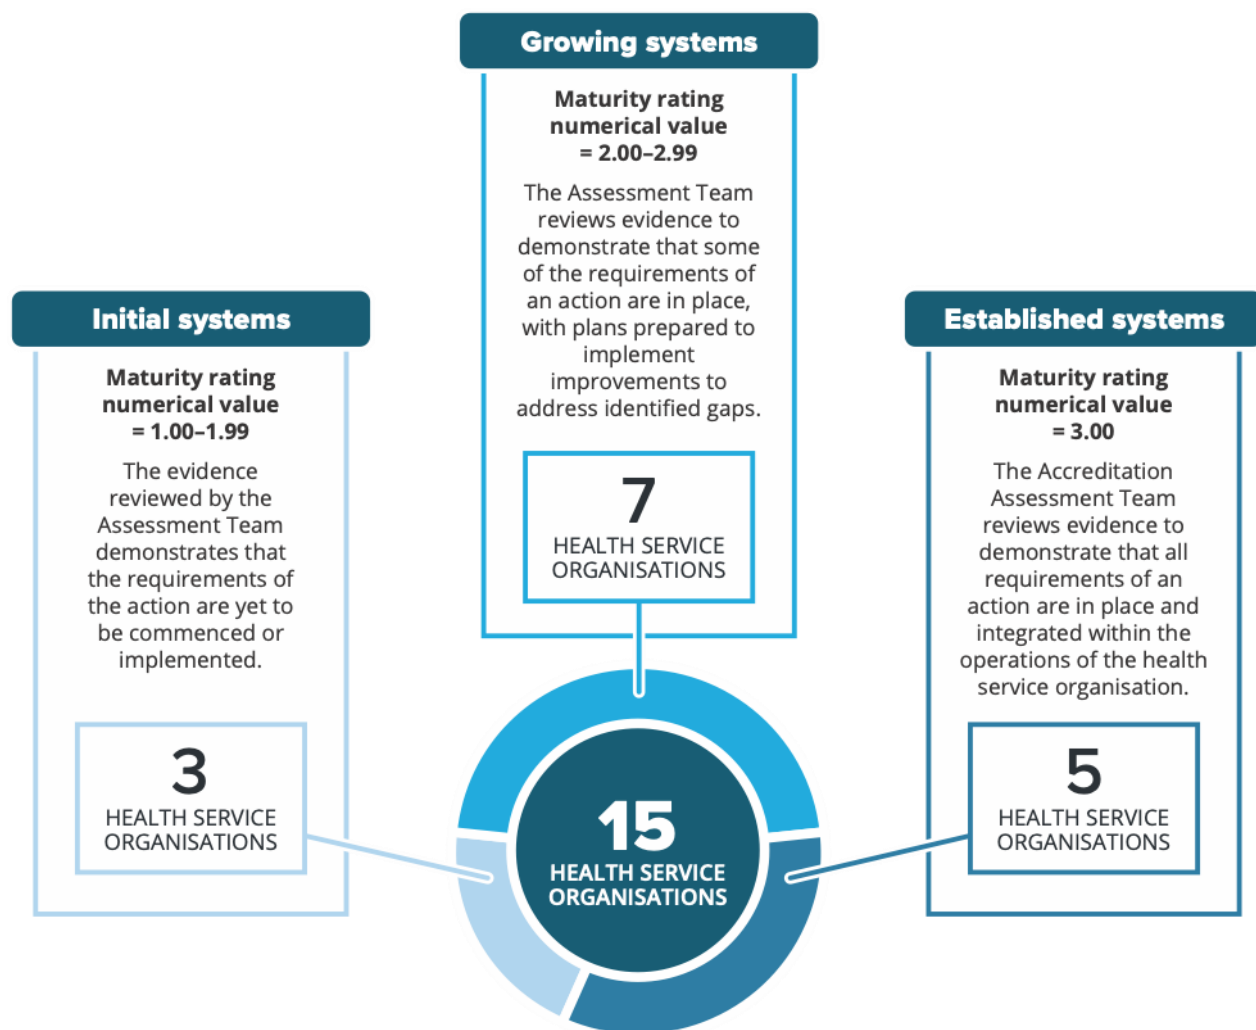 Growing systems
Maturity rating
numerical value
= 2.00–2.99
The Assessment Team
reviews evidence to
demonstrate that some
of the requirements of
an action are in place,
with plans prepared to
implement
improvements to
address identified gaps.
7
HEALTH SERVICE
ORGANISATIONS
Initial systems
Maturity rating
numerical value
= 1.00–1.99
The evidence
reviewed by the
Assessment Team
demonstrates that
the requirements of
the action are yet to
be commenced or
implemented.
3
HEALTH SERVICE
ORGANISATIONS
Established systems
Maturity rating
numerical value
= 3.00
The Accreditation
Assessment Team
reviews evidence to
demonstrate that all
requirements of an
action are in place and
integrated within the
operations of the health
service organisation.
5
HEALTH SERVICE
ORGANISATIONS
15
HEALTH SERVICE
ORGANISATIONS